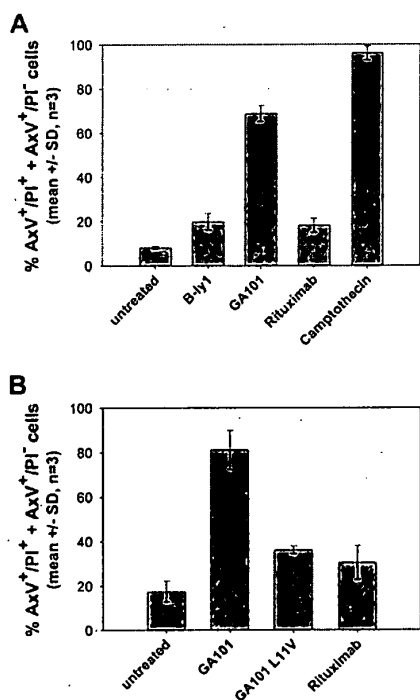 A
% AxV⁺/PI⁺ + AxV⁺/PI⁻ cells
(mean +/- SD, n=3)
100
80
60
40
20
0
untreated
B-ly1
GA101
Rituximab
Camptothecin
B
% AxV⁺/PI⁺ + AxV⁺/PI⁻ cells
(mean +/- SD, n=3)
100
80
60
40
20
0
untreated
GA101
GA101 L11V
Rituximab